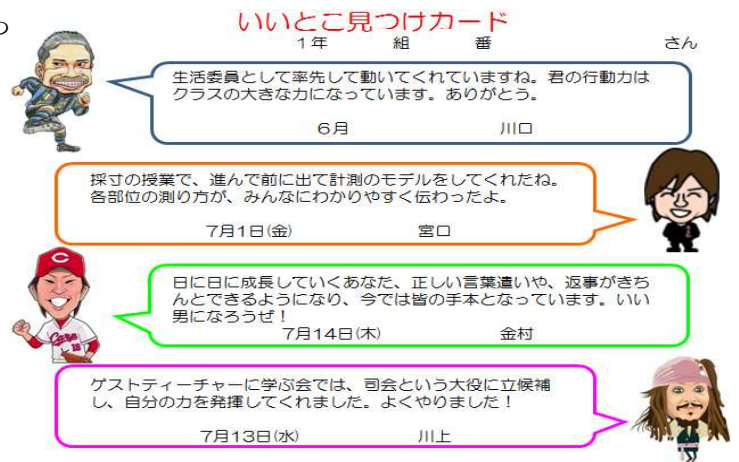 いいとこ見つけカード
1年 組 番 さん
生活委員として率先して動いてくれていますね。君の行動力は
クラスの大きな力になっています。ありがとう。
6月 川口
採寸の授業で、進んで前に出て計測のモデルをしてくれたね。
各部位の測り方が、みんなにわかりやすく伝わったよ。
7月1日(金) 宮口
日に日に成長していくあなた、正しい言葉遣いや、返事がきち
んとできるようになり、今では皆の手本となっています。いい
男になろうぜ！
7月14日(木) 金村
ゲストティーチャーに学ぶ会では、司会という大役に立候補
し、自分の力を発揮してくれました。よくやりました！
7月13日(水) 川上